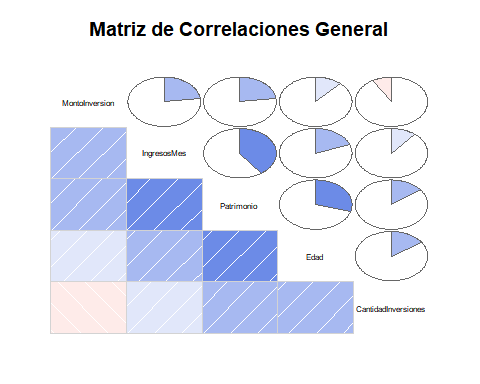 Matriz de Correlaciones General
MontoInversion
IngresosMes
Patrimonio
Edad
CantidadInversiones